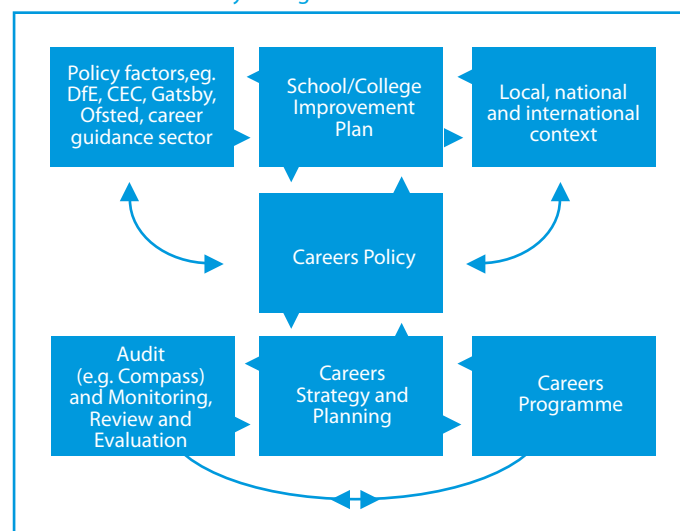 Policy factors,eg.
DfE, CEC, Gatsby,
Ofsted, career
guidance sector
School/College
Improvement
Plan
Local, national
and international
context
Careers Policy
Audit
(e.g. Compass)
and Monitoring,
Review and
Evaluation
Careers
Strategy and
Planning
Careers
Programme